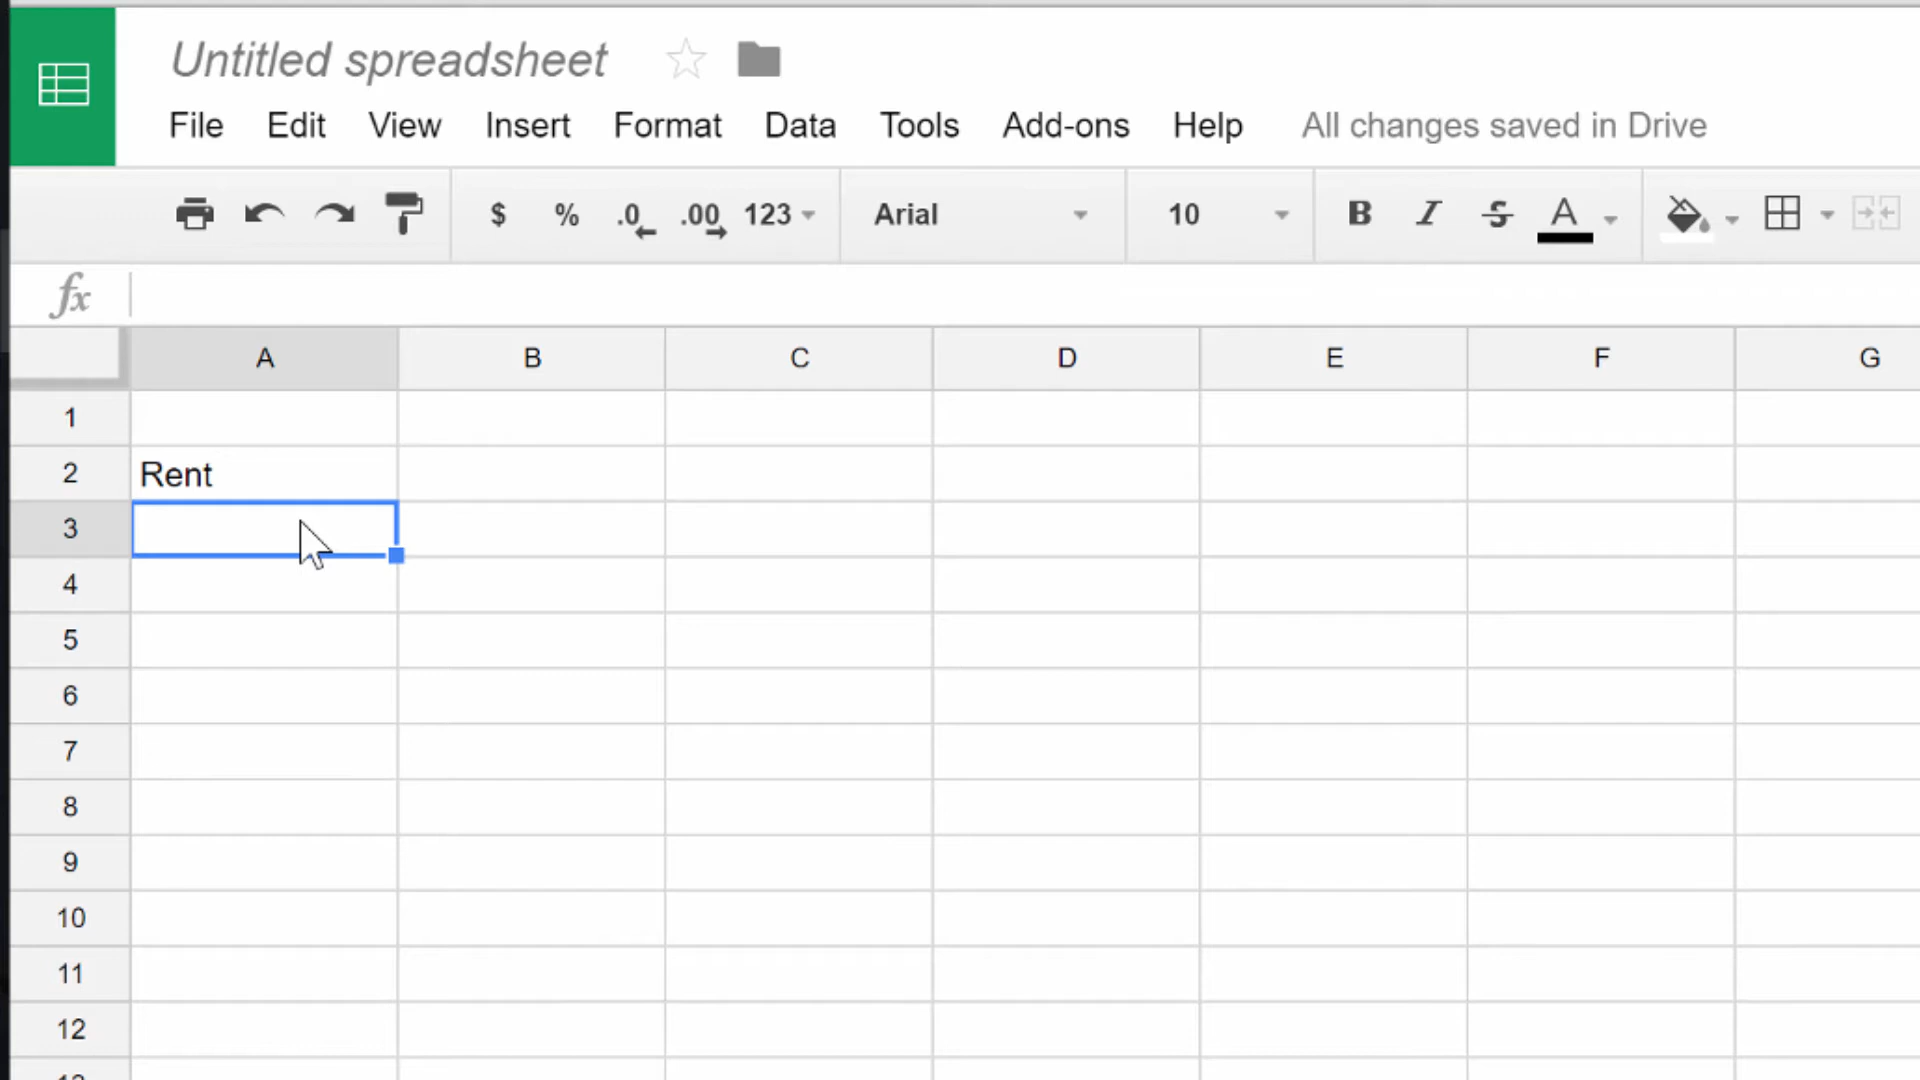 Untitled spreadsheet
File Edit View Insert Format Data Tools Add-ons Help All changes saved in Drive
$ % .0 .00 123 Arial 10 B I S A
fx
A B C D E F G
1
2 Rent
3
4
5
6
7
8
9
10
11
12